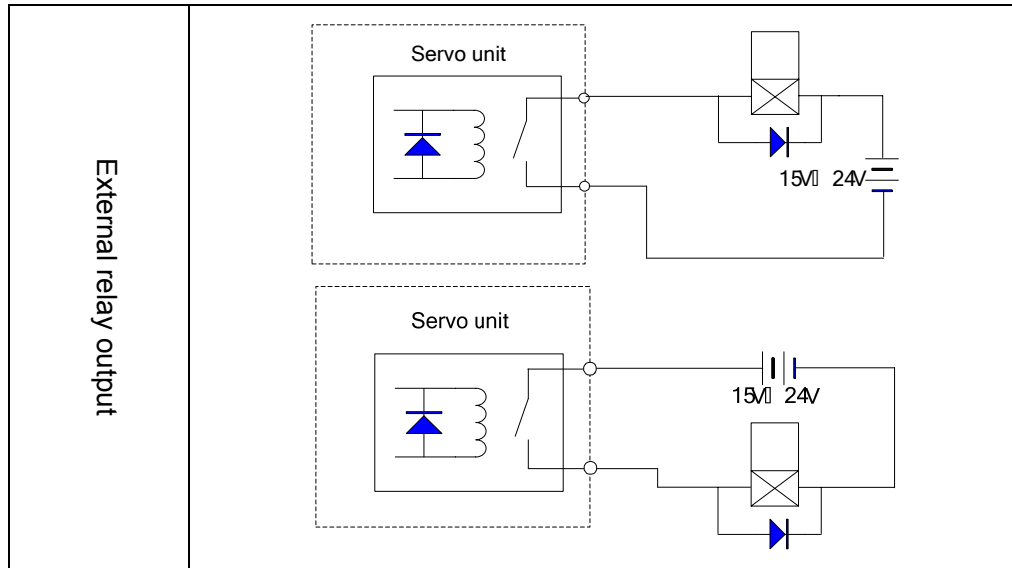 External relay output
Servo unit
15V▯ 24V
Servo unit
15V▯ 24V